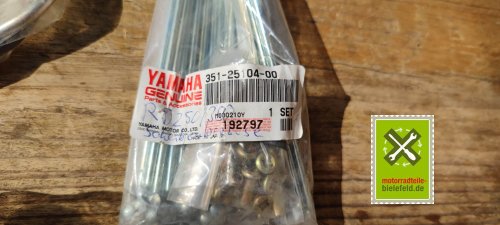 YAMAHA
GENUINE
Parts & Accessories
351-25104-00
1 SET
192797
YAMAHA MOTOR CO.,LTD.
motorradteile-
bielefeld.de